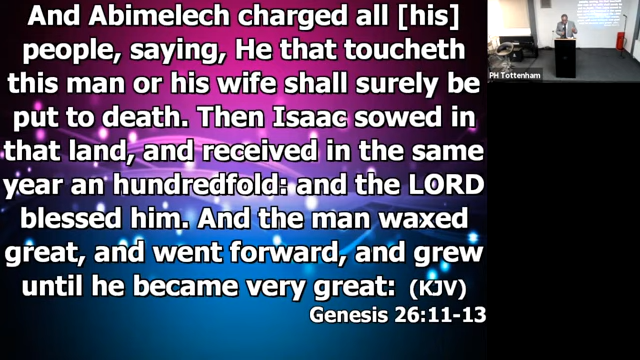 And Abimelech charged all [his]
people, saying, He that toucheth
this man or his wife shall surely be
put to death. Then Isaac sowed in
that land, and received in the same
year an hundredfold: and the LORD
blessed him. And the man waxed
great, and went forward, and grew
until he became very great: (KJV)
Genesis 26:11-13
PH Tottenham